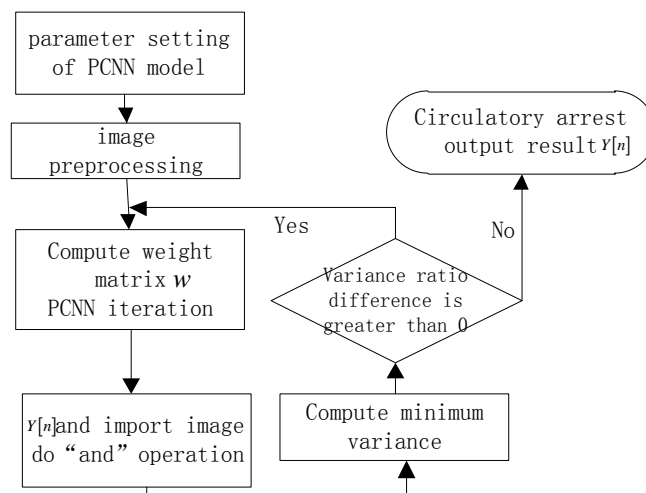 parameter setting
of PCNN model
image
preprocessing
Compute weight
matrix w
PCNN iteration
Y[n]and import image
do “and” operation
Compute minimum
variance
Variance ratio
difference is
greater than 0
Yes
No
Circulatory arrest
output result Y[n]